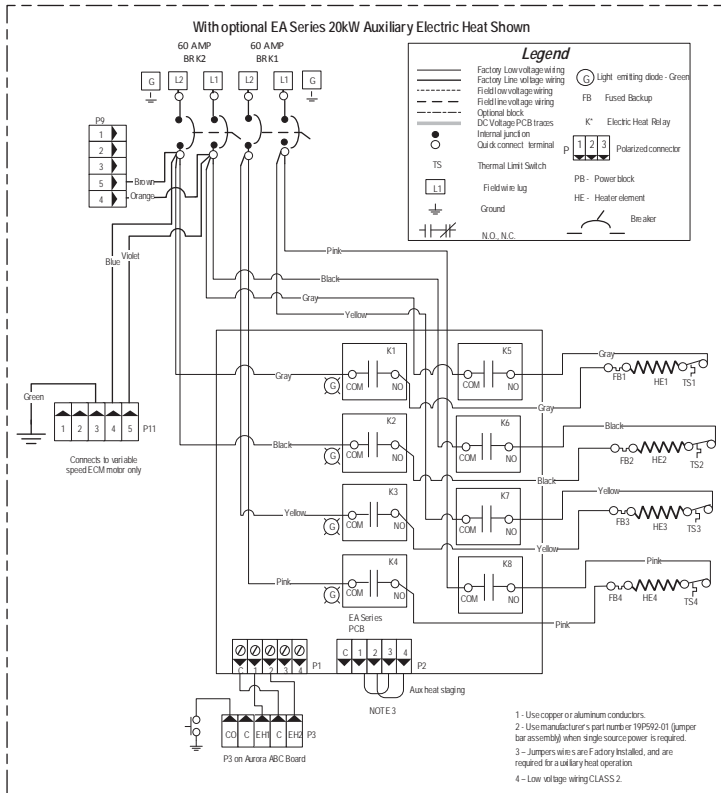 With optional EA Series 20kW Auxiliary Electric Heat Shown
60 AMP
BRK2
60 AMP
BRK1
G
L2
L1
L2
L1
G
Legend
Factory Low voltage wiring
Factory Line voltage wiring
Field low voltage wiring
Field line voltage wiring
Optional block
DC Voltage PCB traces
Internal junction
Quick connect terminal
TS
Thermal Limit Switch
L1
Field wire lug
Ground
N.O., N.C.
G
Light emitting diode - Green
FB
Fused Backup
K*
Electric Heat Relay
P
1 2 3
Polarized connector
PB - Power block
HE - Heater element
Breaker
P9
1
2
3
5
4
Brown
Orange
Blue
Violet
Pink
Black
Gray
Yellow
Green
1 2 3 4 5
P11
Connects to variable
speed ECM motor only
K1
Gray
G
COM
NO
K5
COM
NO
Gray
FB1
HE1
TS1
Gray
K2
Black
G
COM
NO
K6
COM
NO
Black
FB2
HE2
TS2
Black
K3
Yellow
G
COM
NO
K7
COM
NO
Yellow
FB3
HE3
TS3
Yellow
K4
Pink
G
COM
NO
K8
COM
NO
Pink
FB4
HE4
TS4
Pink
EA Series
PCB
C 1 2 3 4
P1
C 1 2 3 4
P2
Aux heat staging
NOTE 3
CO C EH1 C EH2
P3
P3 on Aurora ABC Board
1 - Use copper or aluminum conductors.
2 - Use manufacturer's part number 19P592-01 (jumper
bar assembly) when single source power is required.
3 – Jumpers wires are Factory Installed, and are
required for auxiliary heat operation.
4 – Low voltage wiring CLASS 2.